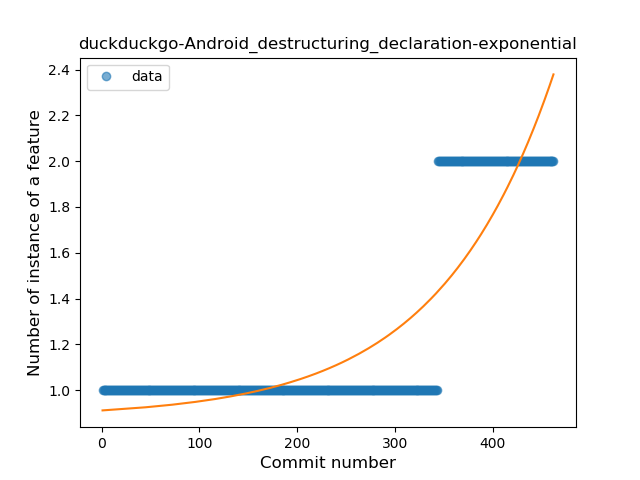 duckduckgo-Android_destructuring_declaration-exponential
data
Number of instance of a feature
2.4
2.2
2.0
1.8
1.6
1.4
1.2
1.0
0 100 200 300 400
Commit number